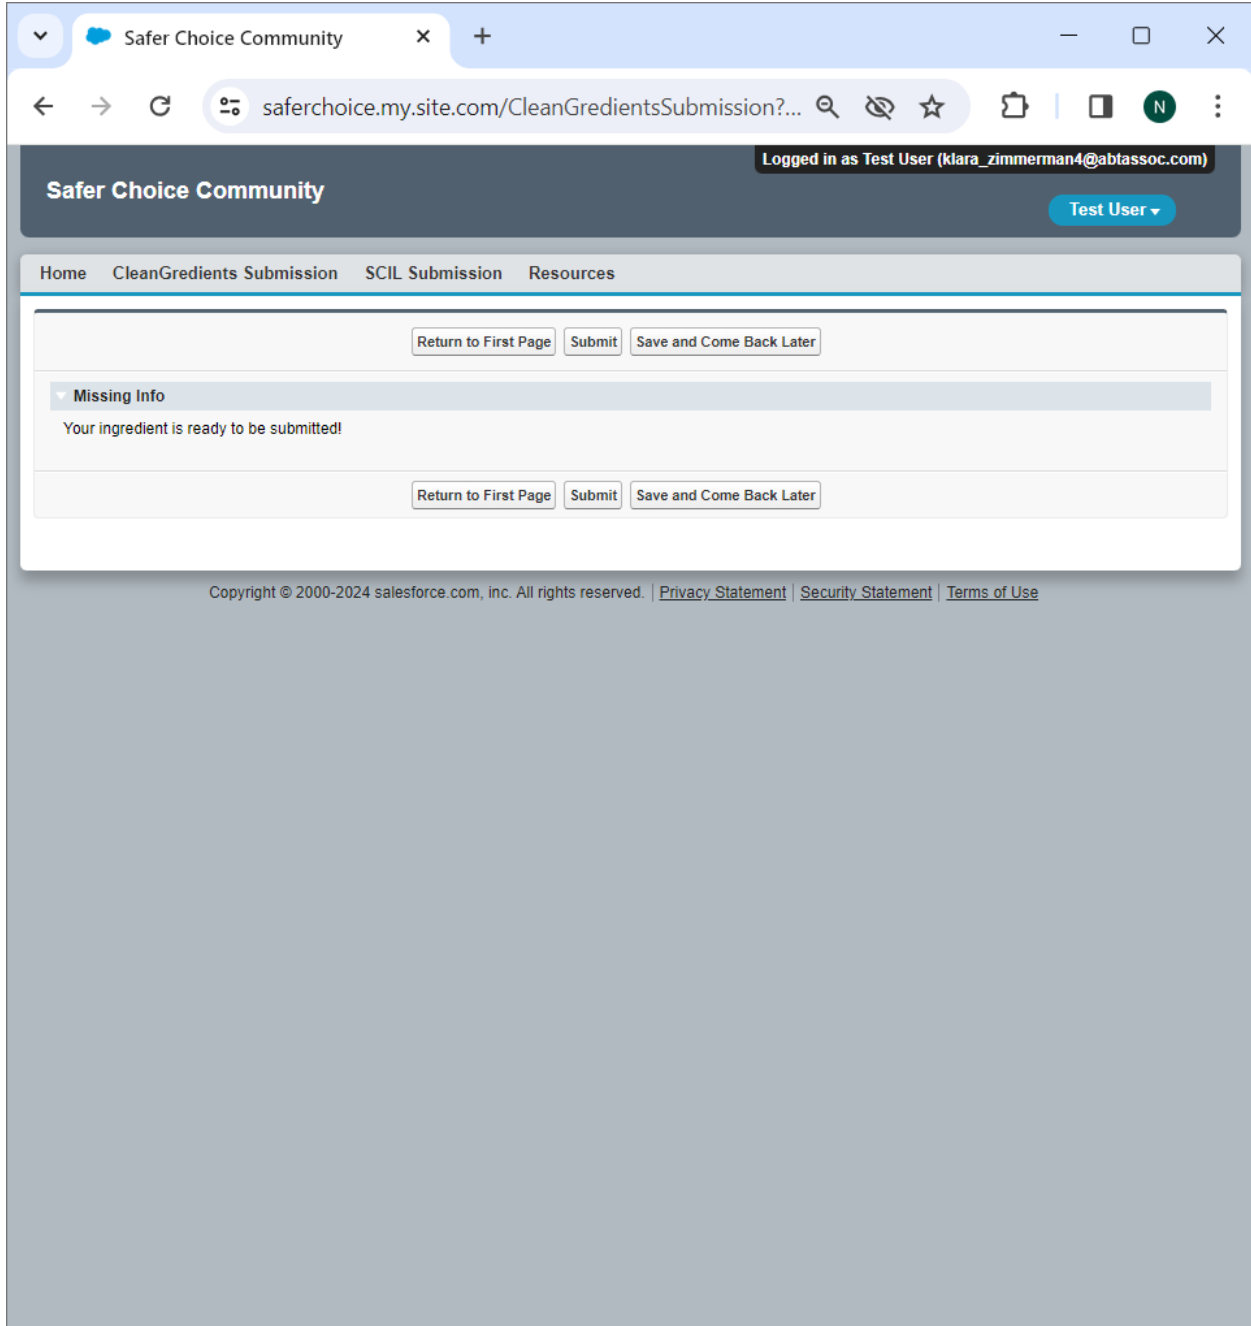 Safer Choice Community
saferchoice.my.site.com/CleanGredientsSubmission?...
N
Logged in as Test User (klara_zimmerman4@abtassoc.com)
Safer Choice Community
Test User
Home CleanGredients Submission SCIL Submission Resources
Return to First Page Submit Save and Come Back Later
Missing Info
Your ingredient is ready to be submitted!
Return to First Page Submit Save and Come Back Later
Copyright © 2000-2024 salesforce.com, inc. All rights reserved. | Privacy Statement | Security Statement | Terms of Use